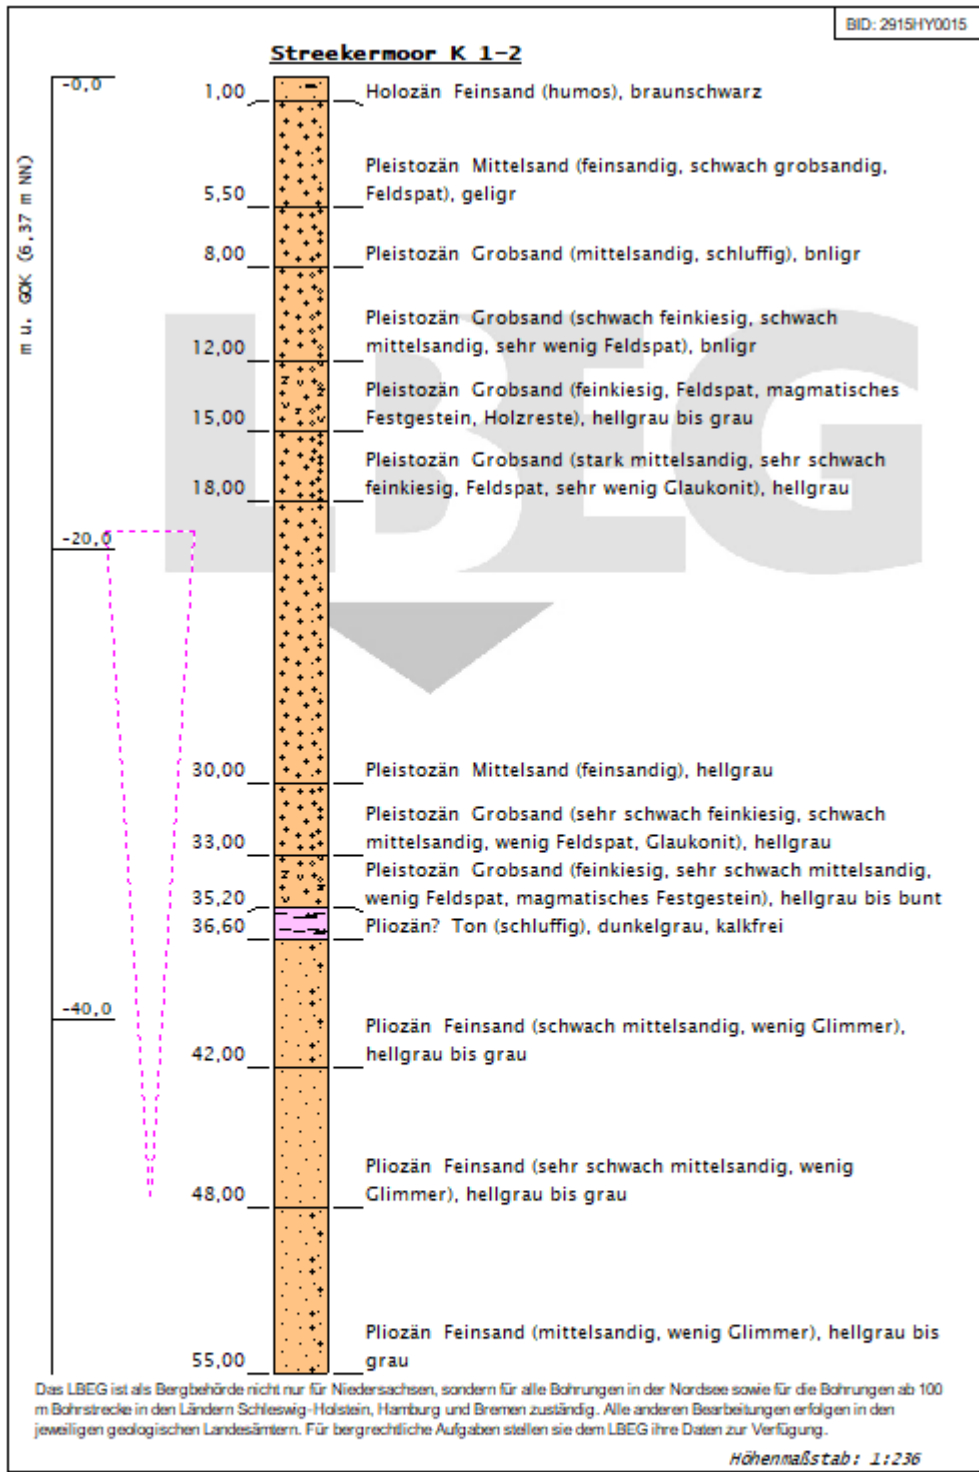 BID: 2915HY0015
Streekermoor K 1-2
m u. GOK (6,37 m NN)
-0,0
1,00
Holozän Feinsand (humos), braunschwarz
Pleistozän Mittelsand (feinsandig, schwach grobsandig,
5,50
Feldspat), geligr
8,00
Pleistozän Grobsand (mittelsandig, schluffig), bnligr
Pleistozän Grobsand (schwach feinkiesig, schwach
12,00
mittelsandig, sehr wenig Feldspat), bnligr
Pleistozän Grobsand (feinkiesig, Feldspat, magmatisches
15,00
Festgestein, Holzreste), hellgrau bis grau
Pleistozän Grobsand (stark mittelsandig, sehr schwach
18,00
feinkiesig, Feldspat, sehr wenig Glaukonit), hellgrau
LBEG
-20,0
30,00
Pleistozän Mittelsand (feinsandig), hellgrau
Pleistozän Grobsand (sehr schwach feinkiesig, schwach
33,00
mittelsandig, wenig Feldspat, Glaukonit), hellgrau
Pleistozän Grobsand (feinkiesig, sehr schwach mittelsandig,
35,20
wenig Feldspat, magmatisches Festgestein), hellgrau bis bunt
36,60
Pliozän? Ton (schluffig), dunkelgrau, kalkfrei
-40,0
Pliozän Feinsand (schwach mittelsandig, wenig Glimmer),
42,00
hellgrau bis grau
Pliozän Feinsand (sehr schwach mittelsandig, wenig
48,00
Glimmer), hellgrau bis grau
Pliozän Feinsand (mittelsandig, wenig Glimmer), hellgrau bis
55,00
grau
Das LBEG ist als Bergbehörde nicht nur für Niedersachsen, sondern für alle Bohrungen in der Nordsee sowie für die Bohrungen ab 100
m Bohrstrecke in den Ländern Schleswig-Holstein, Hamburg und Bremen zuständig. Alle anderen Bearbeitungen erfolgen in den
jeweiligen geologischen Landesämtern. Für bergrechtliche Aufgaben stellen sie dem LBEG ihre Daten zur Verfügung.
Höhenmaßstab: 1:236